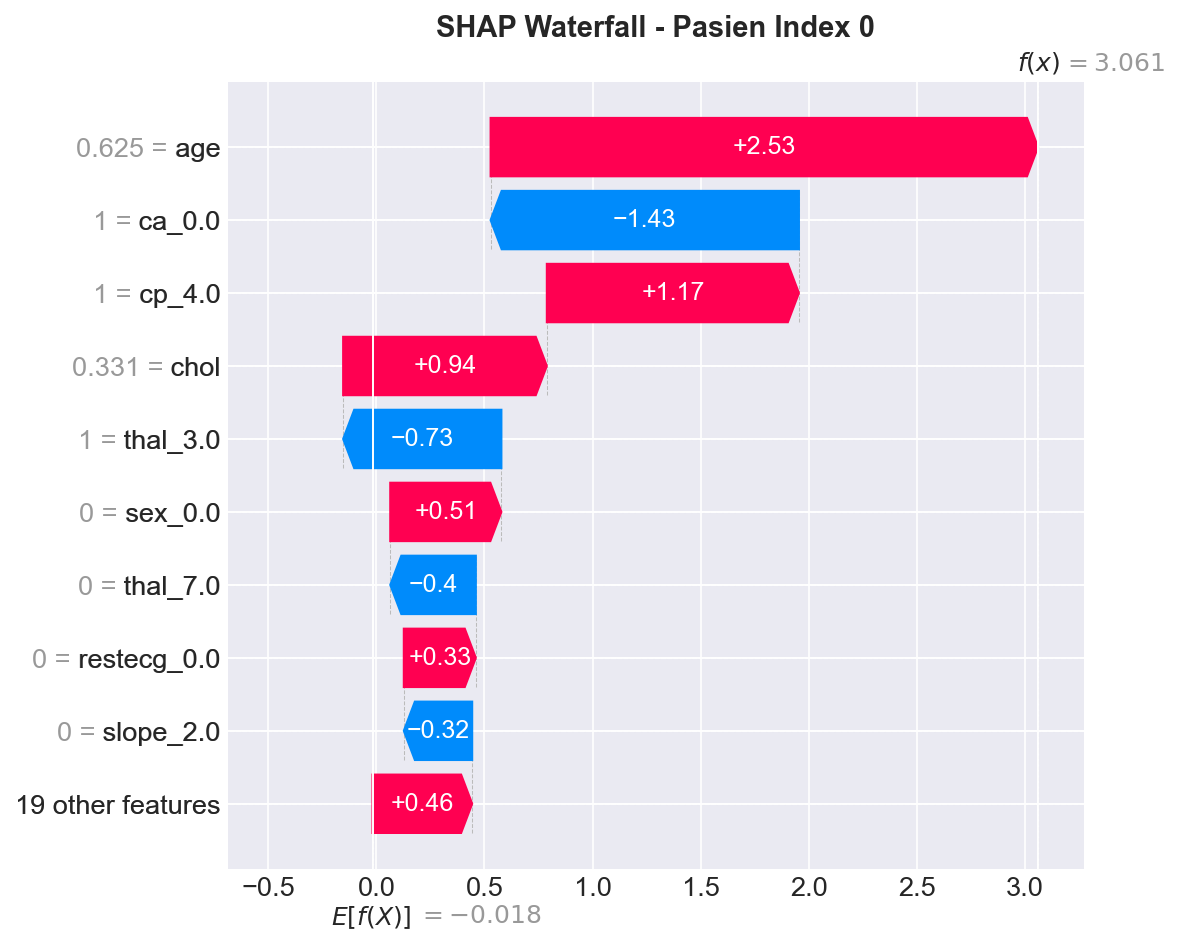 SHAP Waterfall - Pasien Index 0
f(x) = 3.061
0.625 = age
+2.53
1 = ca_0.0
−1.43
1 = cp_4.0
+1.17
0.331 = chol
+0.94
1 = thal_3.0
−0.73
0 = sex_0.0
+0.51
0 = thal_7.0
−0.4
0 = restecg_0.0
+0.33
0 = slope_2.0
−0.32
19 other features
+0.46
−0.5 0.0 0.5 1.0 1.5 2.0 2.5 3.0
E[f(X)] = −0.018